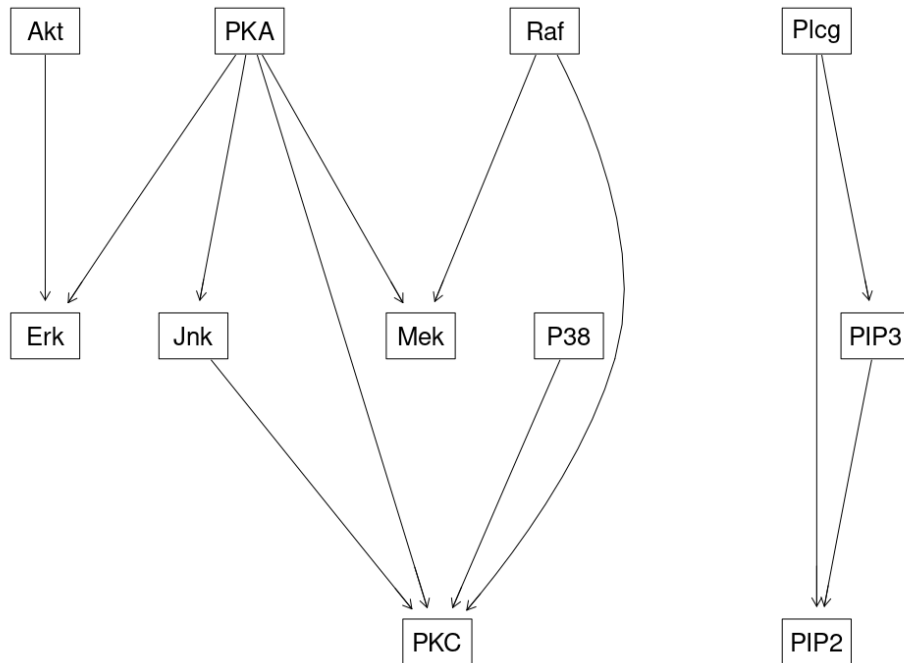 Akt
PKA
Raf
Plcg
Erk
Jnk
Mek
P38
PIP3
PKC
PIP2